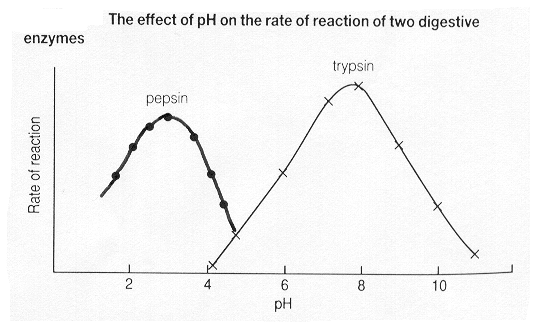 The effect of pH on the rate of reaction of two digestive
enzymes
trypsin
pepsin
Rate of reaction
2 4 6 8 10
pH